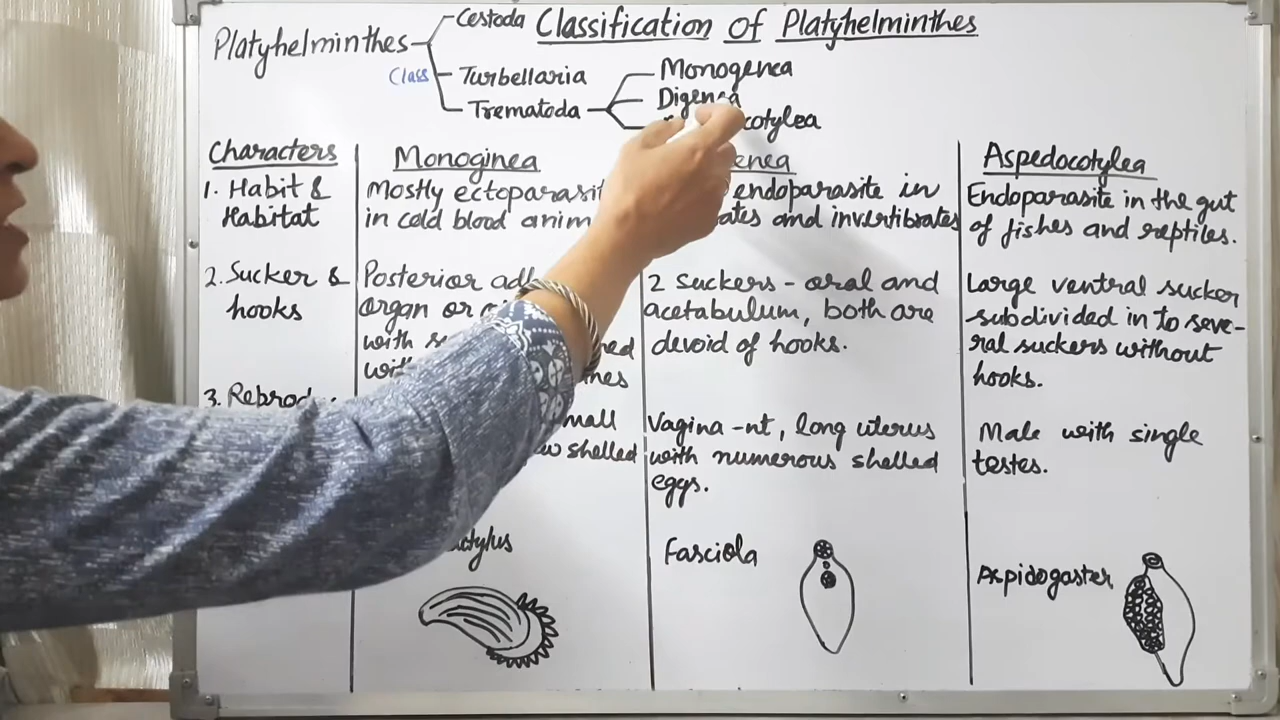 Classification of Platyhelminthes
Platyhelminthes
Class
Cestoda
Turbellaria
Trematoda
Monogenea
Digenea
cotylea
Characters
Monoginea
enea
Aspedocotylea
1. Habit &
Habitat
Mostly ectoparasit
in cold blood anim
endoparasite in
ates and invertibrates
Endoparasite in the gut
of fishes and reptiles.
2. Sucker &
hooks
Posterior adh
organ or
with
2 suckers - oral and
acetabulum, both are
devoid of hooks.
Large ventral sucker
subdivided in to seve-
ral suckers without
hooks.
3. Reprod
mall
shelled
Vagina -nt, long uterus
with numerous shelled
eggs.
Male with single
testes.
actylus
Fasciola
Aspidogaster